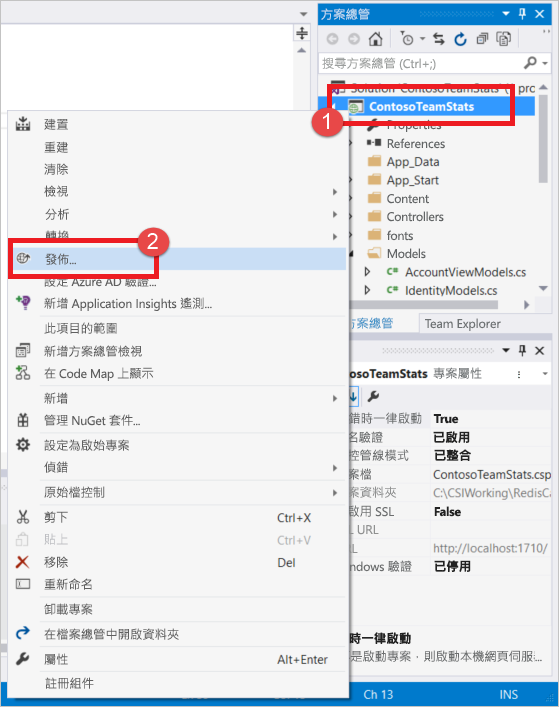 方案總管
搜尋方案總管 (Ctrl+;)
Solution 'ContosoTeamStats' (1 pro
1
ContosoTeamStats
Properties
References
App_Data
App_Start
Content
Controllers
fonts
Models
AccountViewModels.cs
IdentityModels.cs
方案總管
Team Explorer
建置
重建
清除
檢視
分析
轉換
2
發佈...
設定 Azure AD 驗證...
新增 Application Insights 遙測...
此項目的範圍
新增方案總管檢視
在 Code Map 上顯示
新增
管理 NuGet 套件...
設定為啟始專案
偵錯
原始檔控制
剪下 Ctrl+X
貼上 Ctrl+V
移除 Del
重新命名
卸載專案
在檔案總管中開啟資料夾
屬性 Alt+Enter
註冊組件
osoTeamStats 專案屬性
錯時一律啟動 True
名驗證 已啟用
控管線模式 已整合
案檔 ContosoTeamStats.csp
案資料夾 C:\CSIWorking\RedisCa
啟用 SSL False
URL
http://localhost:1710/
ndows 驗證 已停用
時一律啟動
是啟動專案，則啟動本機網頁伺服...
Ch 13
INS